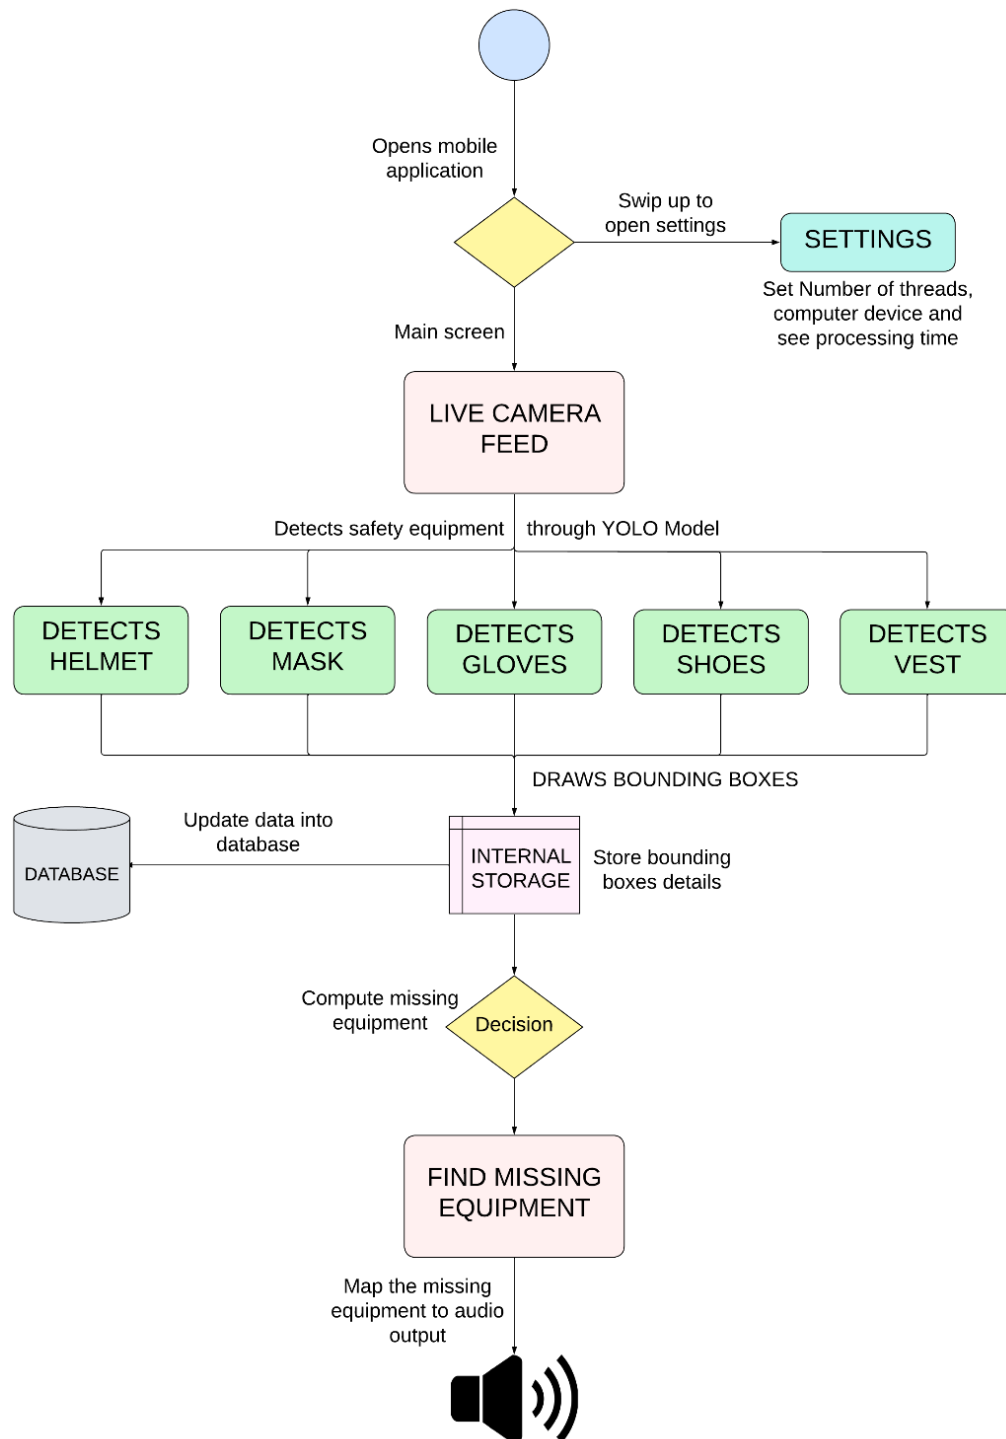 Opens mobile
application
Swip up to
open settings
SETTINGS
Set Number of threads,
computer device and
see processing time
Main screen
LIVE CAMERA
FEED
Detects safety equipment through YOLO Model
DETECTS
HELMET
DETECTS
MASK
DETECTS
GLOVES
DETECTS
SHOES
DETECTS
VEST
DRAWS BOUNDING BOXES
Update data into
database
DATABASE
INTERNAL
STORAGE
Store bounding
boxes details
Compute missing
equipment
Decision
FIND MISSING
EQUIPMENT
Map the missing
equipment to audio
output